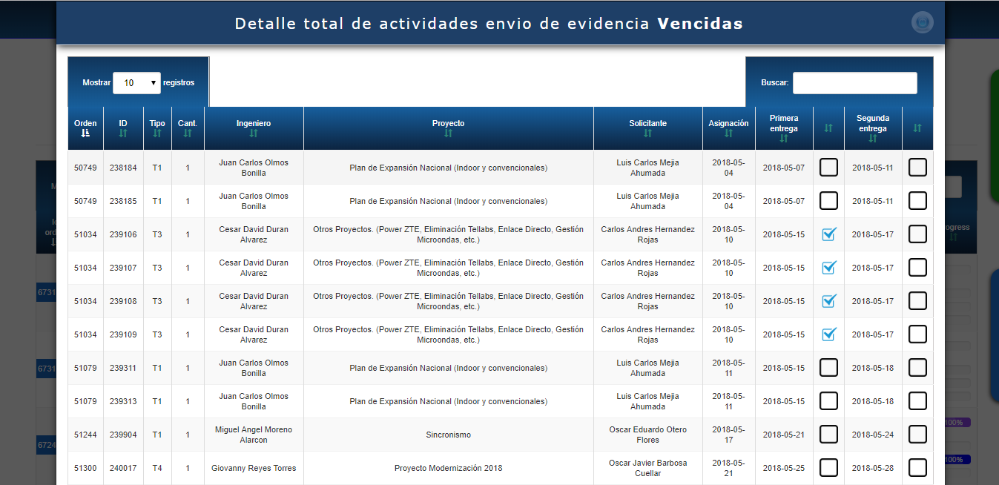 Detalle total de actividades envio de evidencia Vencidas
Mostrar 10 registros
Buscar:
Orden ID Tipo Cant. Ingeniero Proyecto Solicitante Asignación Primera entrega Segunda entrega
50749 238184 T1 1 Juan Carlos Olmos Bonilla Plan de Expansión Nacional (Indoor y convencionales) Luis Carlos Mejia Ahumada 2018-05-04 2018-05-07 2018-05-11
50749 238185 T1 1 Juan Carlos Olmos Bonilla Plan de Expansión Nacional (Indoor y convencionales) Luis Carlos Mejia Ahumada 2018-05-04 2018-05-07 2018-05-11
51034 239106 T3 1 Cesar David Duran Alvarez Otros Proyectos. (Power ZTE, Eliminación Tellabs, Enlace Directo, Gestión Microondas, etc.) Carlos Andres Hernandez Rojas 2018-05-10 2018-05-15 2018-05-17
51034 239107 T3 1 Cesar David Duran Alvarez Otros Proyectos. (Power ZTE, Eliminación Tellabs, Enlace Directo, Gestión Microondas, etc.) Carlos Andres Hernandez Rojas 2018-05-10 2018-05-15 2018-05-17
51034 239108 T3 1 Cesar David Duran Alvarez Otros Proyectos. (Power ZTE, Eliminación Tellabs, Enlace Directo, Gestión Microondas, etc.) Carlos Andres Hernandez Rojas 2018-05-10 2018-05-15 2018-05-17
51034 239109 T3 1 Cesar David Duran Alvarez Otros Proyectos. (Power ZTE, Eliminación Tellabs, Enlace Directo, Gestión Microondas, etc.) Carlos Andres Hernandez Rojas 2018-05-10 2018-05-15 2018-05-17
51079 239311 T1 1 Juan Carlos Olmos Bonilla Plan de Expansión Nacional (Indoor y convencionales) Luis Carlos Mejia Ahumada 2018-05-11 2018-05-15 2018-05-18
51079 239313 T1 1 Juan Carlos Olmos Bonilla Plan de Expansión Nacional (Indoor y convencionales) Luis Carlos Mejia Ahumada 2018-05-11 2018-05-15 2018-05-18
51244 239904 T1 1 Miguel Angel Moreno Alarcon Sincronismo Oscar Eduardo Otero Flores 2018-05-17 2018-05-21 2018-05-24
51300 240017 T4 1 Giovanny Reyes Torres Proyecto Modernización 2018 Oscar Javier Barbosa Cuellar 2018-05-21 2018-05-25 2018-05-28
ogress
6731
6731
6724
100%
100%